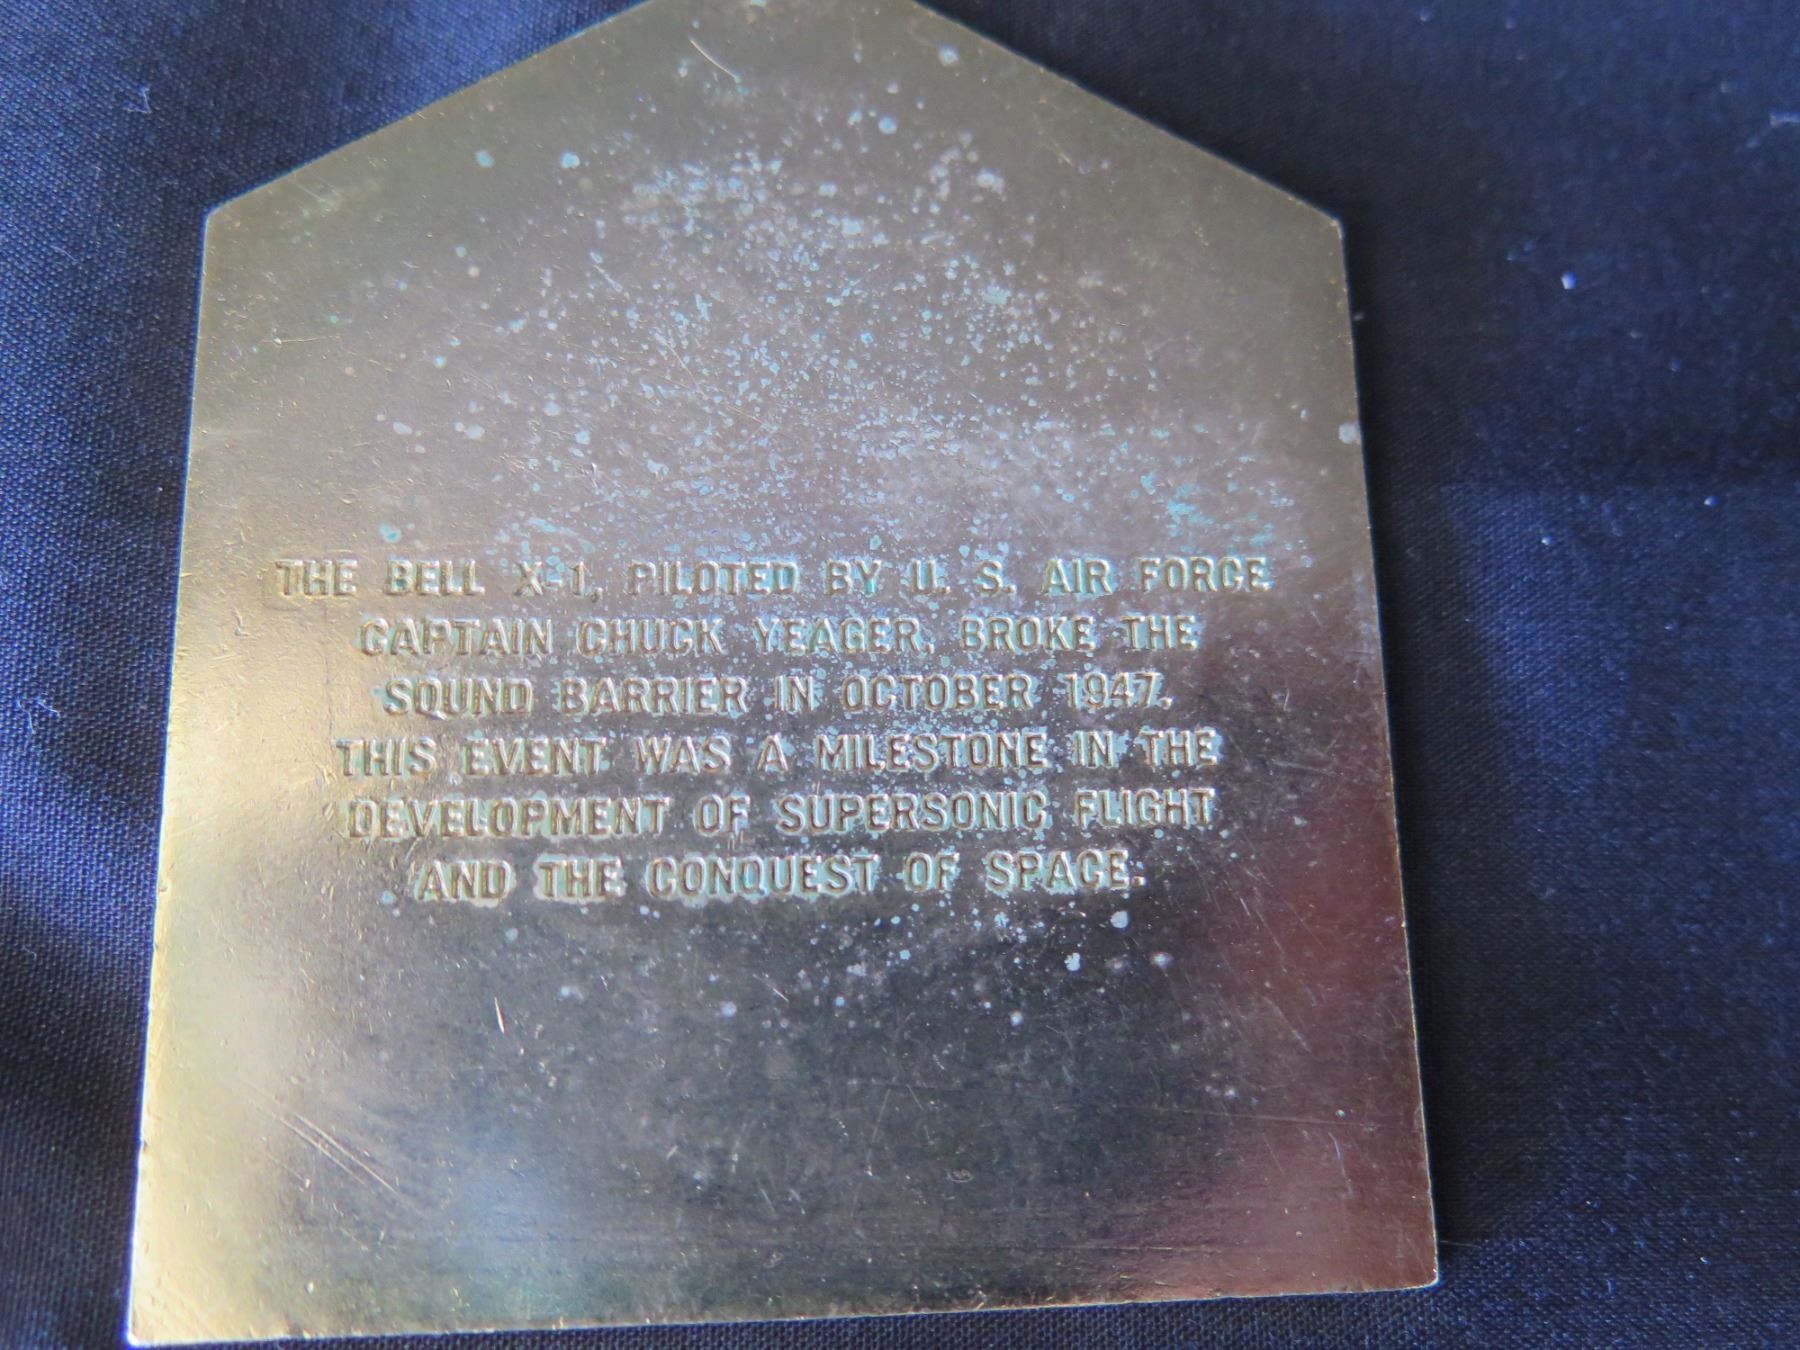 THE BELL X-1, PILOTED BY U. S. AIR FORCE
CAPTAIN CHUCK YEAGER, BROKE THE
SOUND BARRIER IN OCTOBER 1947.
THIS EVENT WAS A MILESTONE IN THE
DEVELOPMENT OF SUPERSONIC FLIGHT
AND THE CONQUEST OF SPACE.